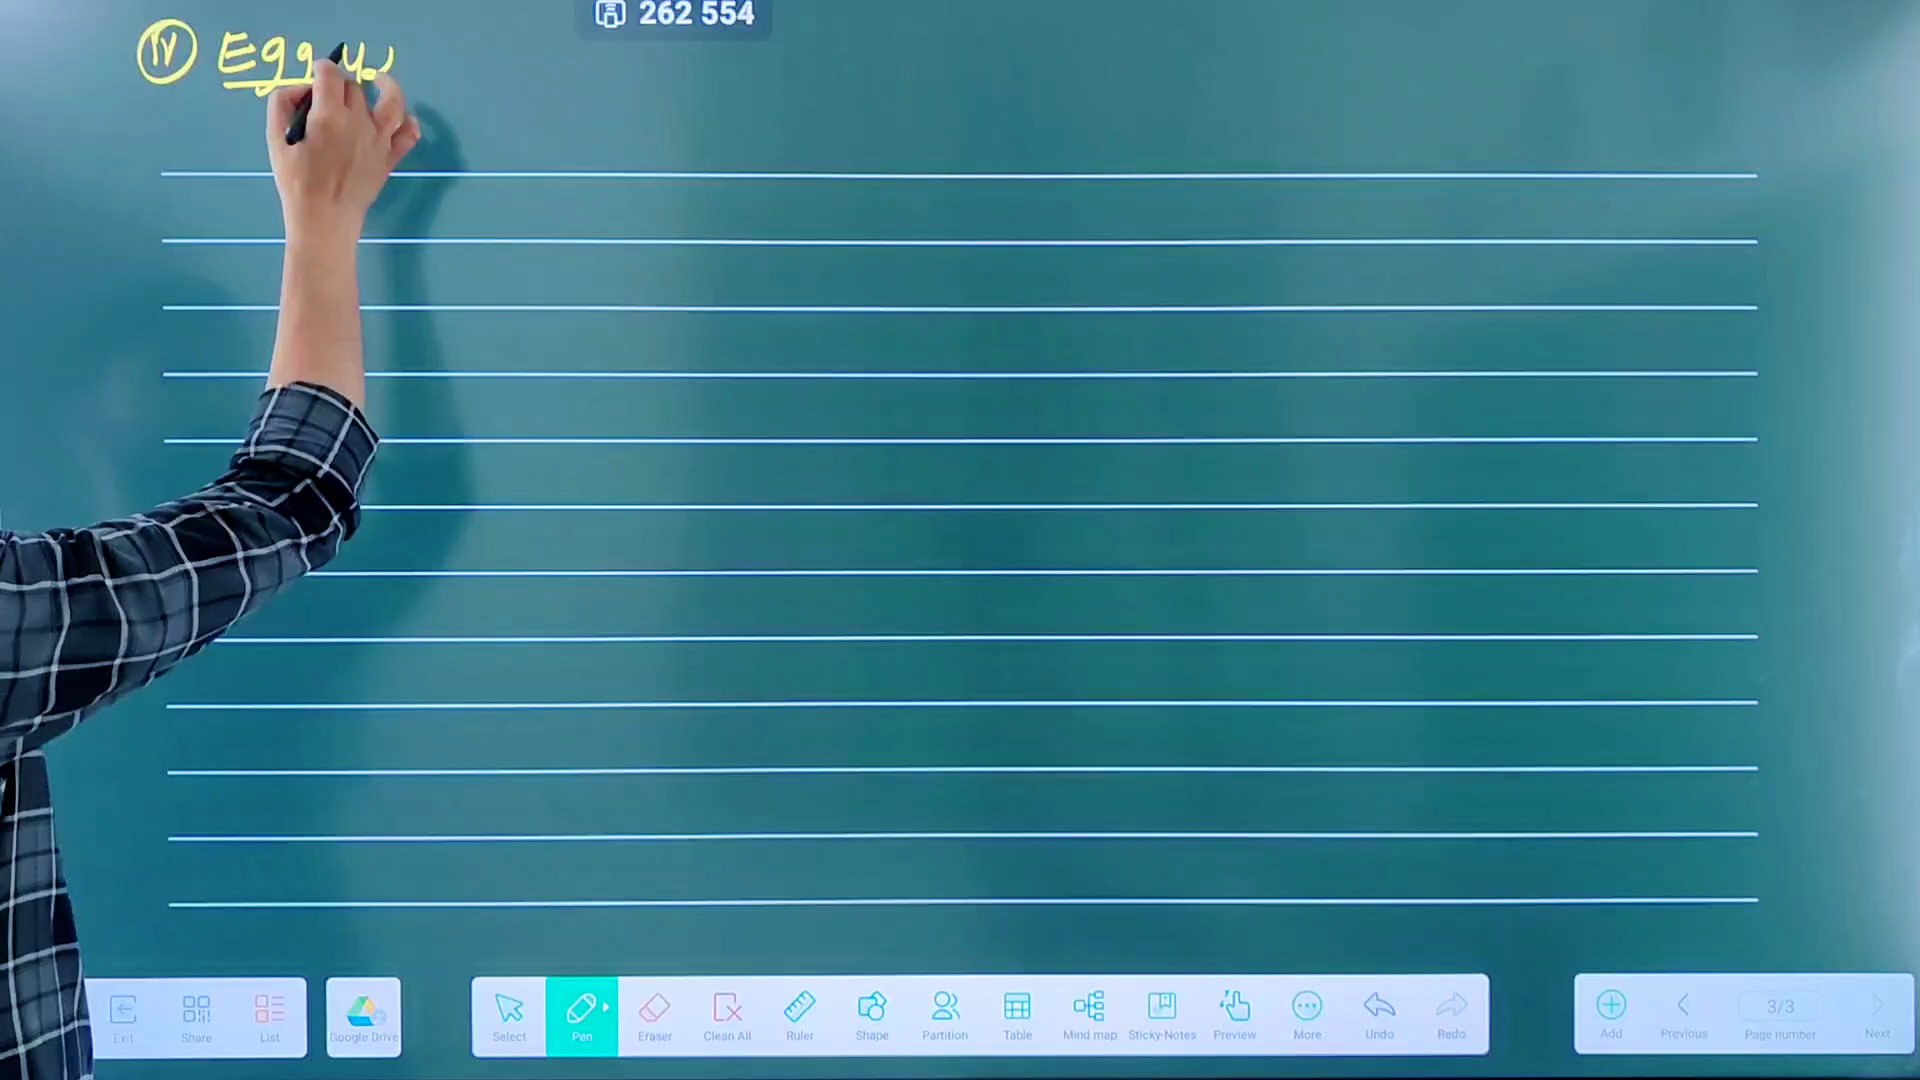 262 554
IV Egg
Exit Share List Google Drive Select Pen Eraser Clean All Ruler Shape Partition Table Mind map Sticky-Notes Preview More Undo Redo Add Previous 3/3 Page number Next